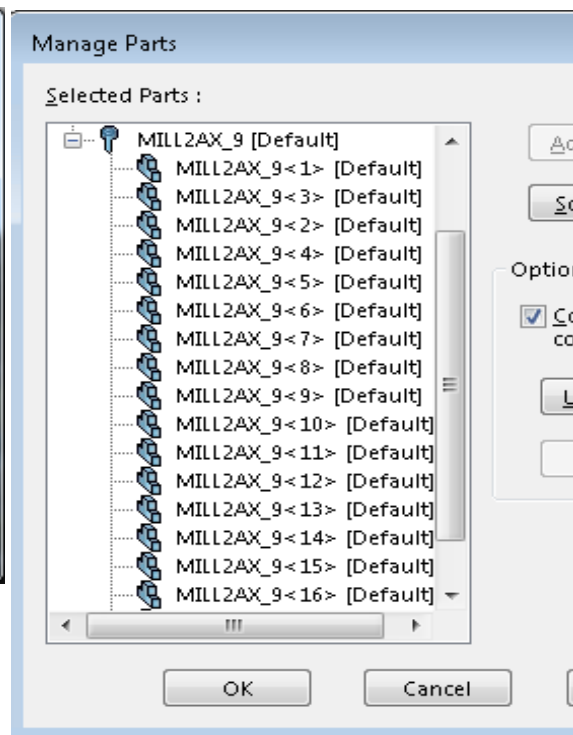 Manage Parts
Selected Parts :
MILL2AX_9 [Default]
MILL2AX_9<1> [Default]
MILL2AX_9<3> [Default]
MILL2AX_9<2> [Default]
MILL2AX_9<4> [Default]
MILL2AX_9<5> [Default]
MILL2AX_9<6> [Default]
MILL2AX_9<7> [Default]
MILL2AX_9<8> [Default]
MILL2AX_9<9> [Default]
MILL2AX_9<10> [Default]
MILL2AX_9<11> [Default]
MILL2AX_9<12> [Default]
MILL2AX_9<13> [Default]
MILL2AX_9<14> [Default]
MILL2AX_9<15> [Default]
MILL2AX_9<16> [Default]
OK Cancel